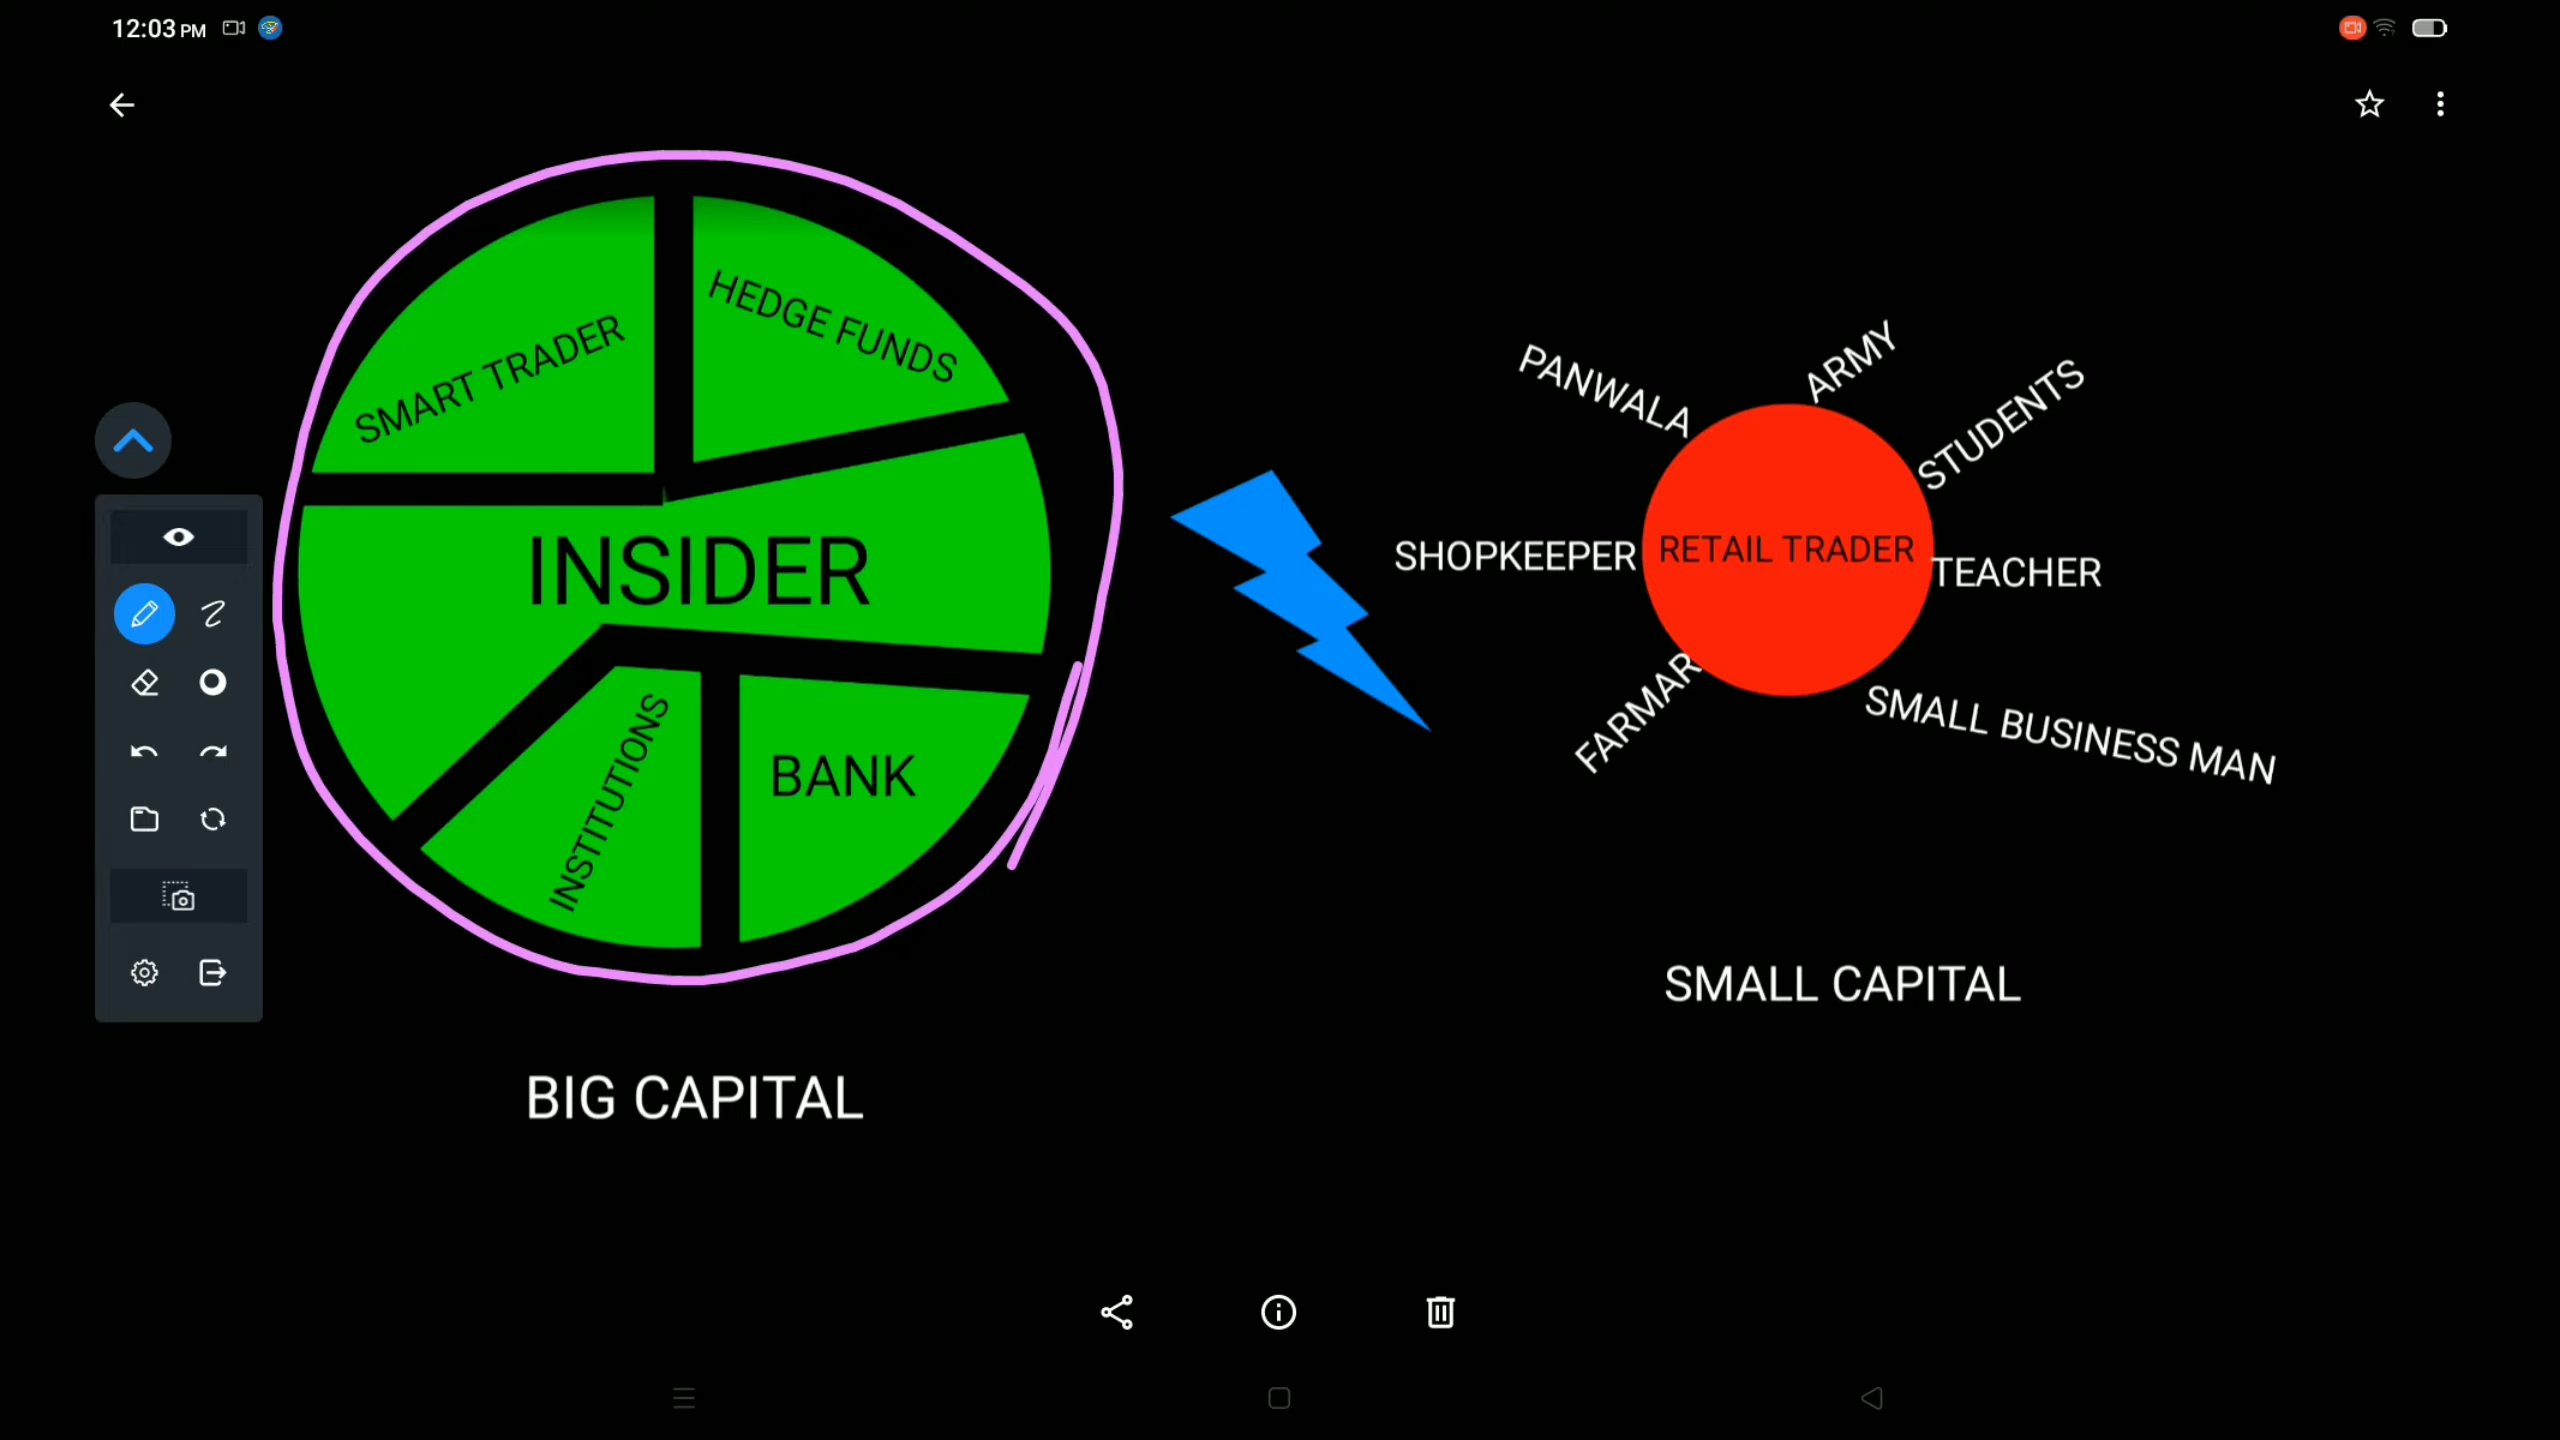 12:03 PM
SMART TRADER
HEDGE FUNDS
INSIDER
INSTITUTIONS
BANK
BIG CAPITAL
PANWALA
ARMY
STUDENTS
SHOPKEEPER
RETAIL TRADER
TEACHER
FARMAR
SMALL BUSINESS MAN
SMALL CAPITAL